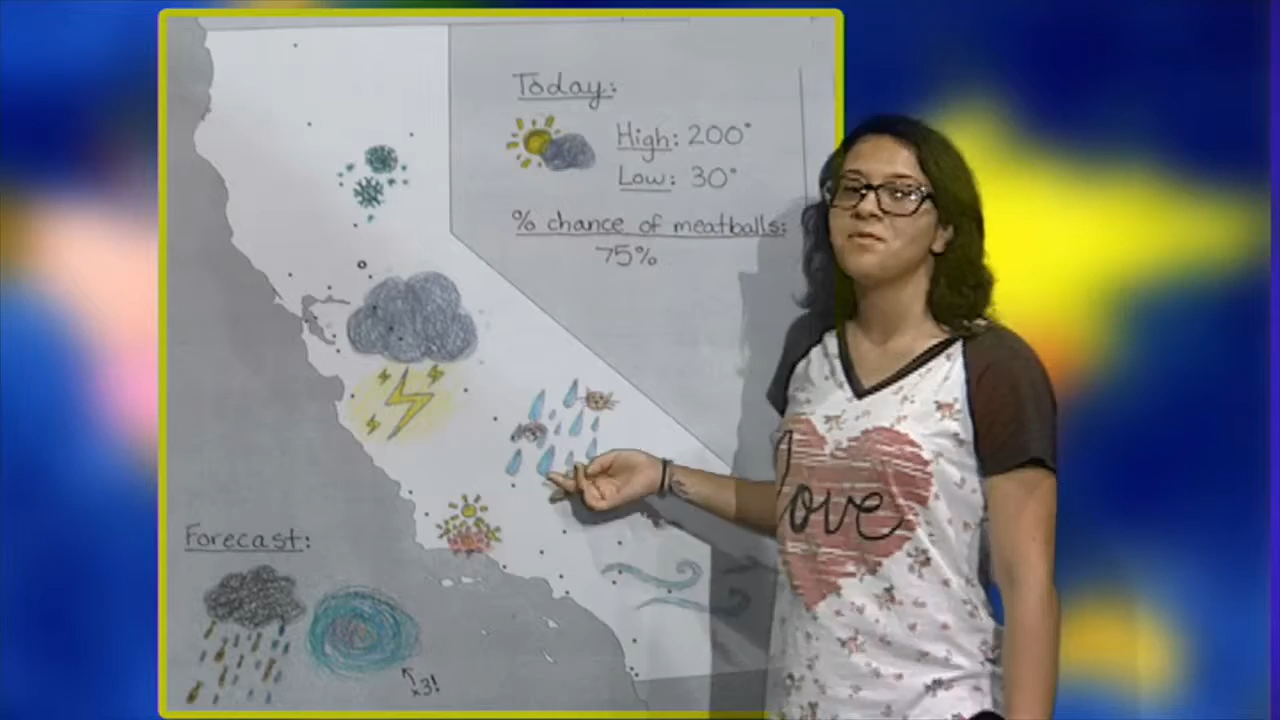 Today:
High: 200°
Low: 30°
% chance of meatballs:
75%
Forecast:
x3!
love